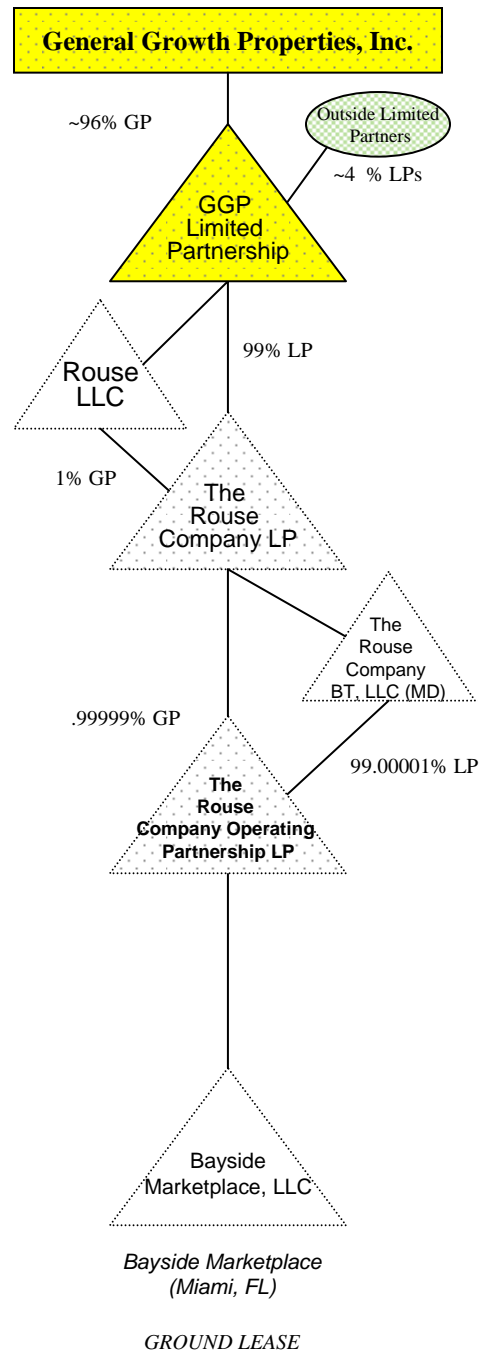 General Growth Properties, Inc.
~96% GP
Outside Limited
Partners
~4 % LPs
GGP
Limited
Partnership
99% LP
Rouse
LLC
1% GP
The
Rouse
Company LP
The
Rouse
Company
BT, LLC (MD)
.99999% GP
99.00001% LP
The
Rouse
Company Operating
Partnership LP
Bayside
Marketplace, LLC
Bayside Marketplace
(Miami, FL)
GROUND LEASE